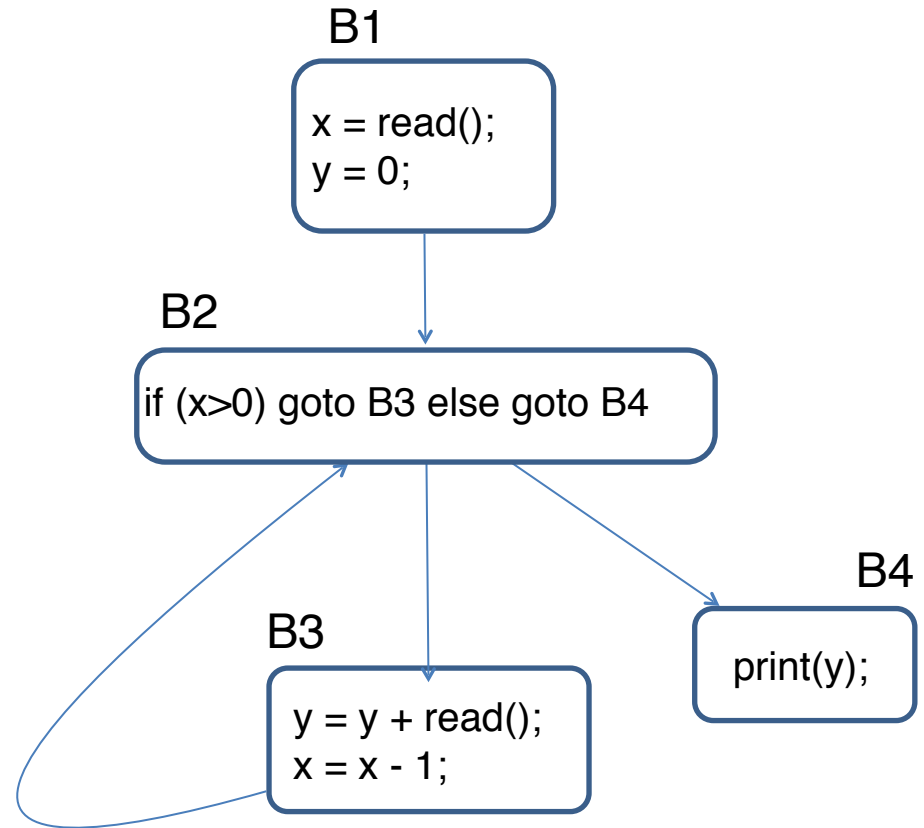 B1
x = read();
y = 0;
B2
if (x>0) goto B3 else goto B4
B4
print(y);
B3
y = y + read();
x = x - 1;